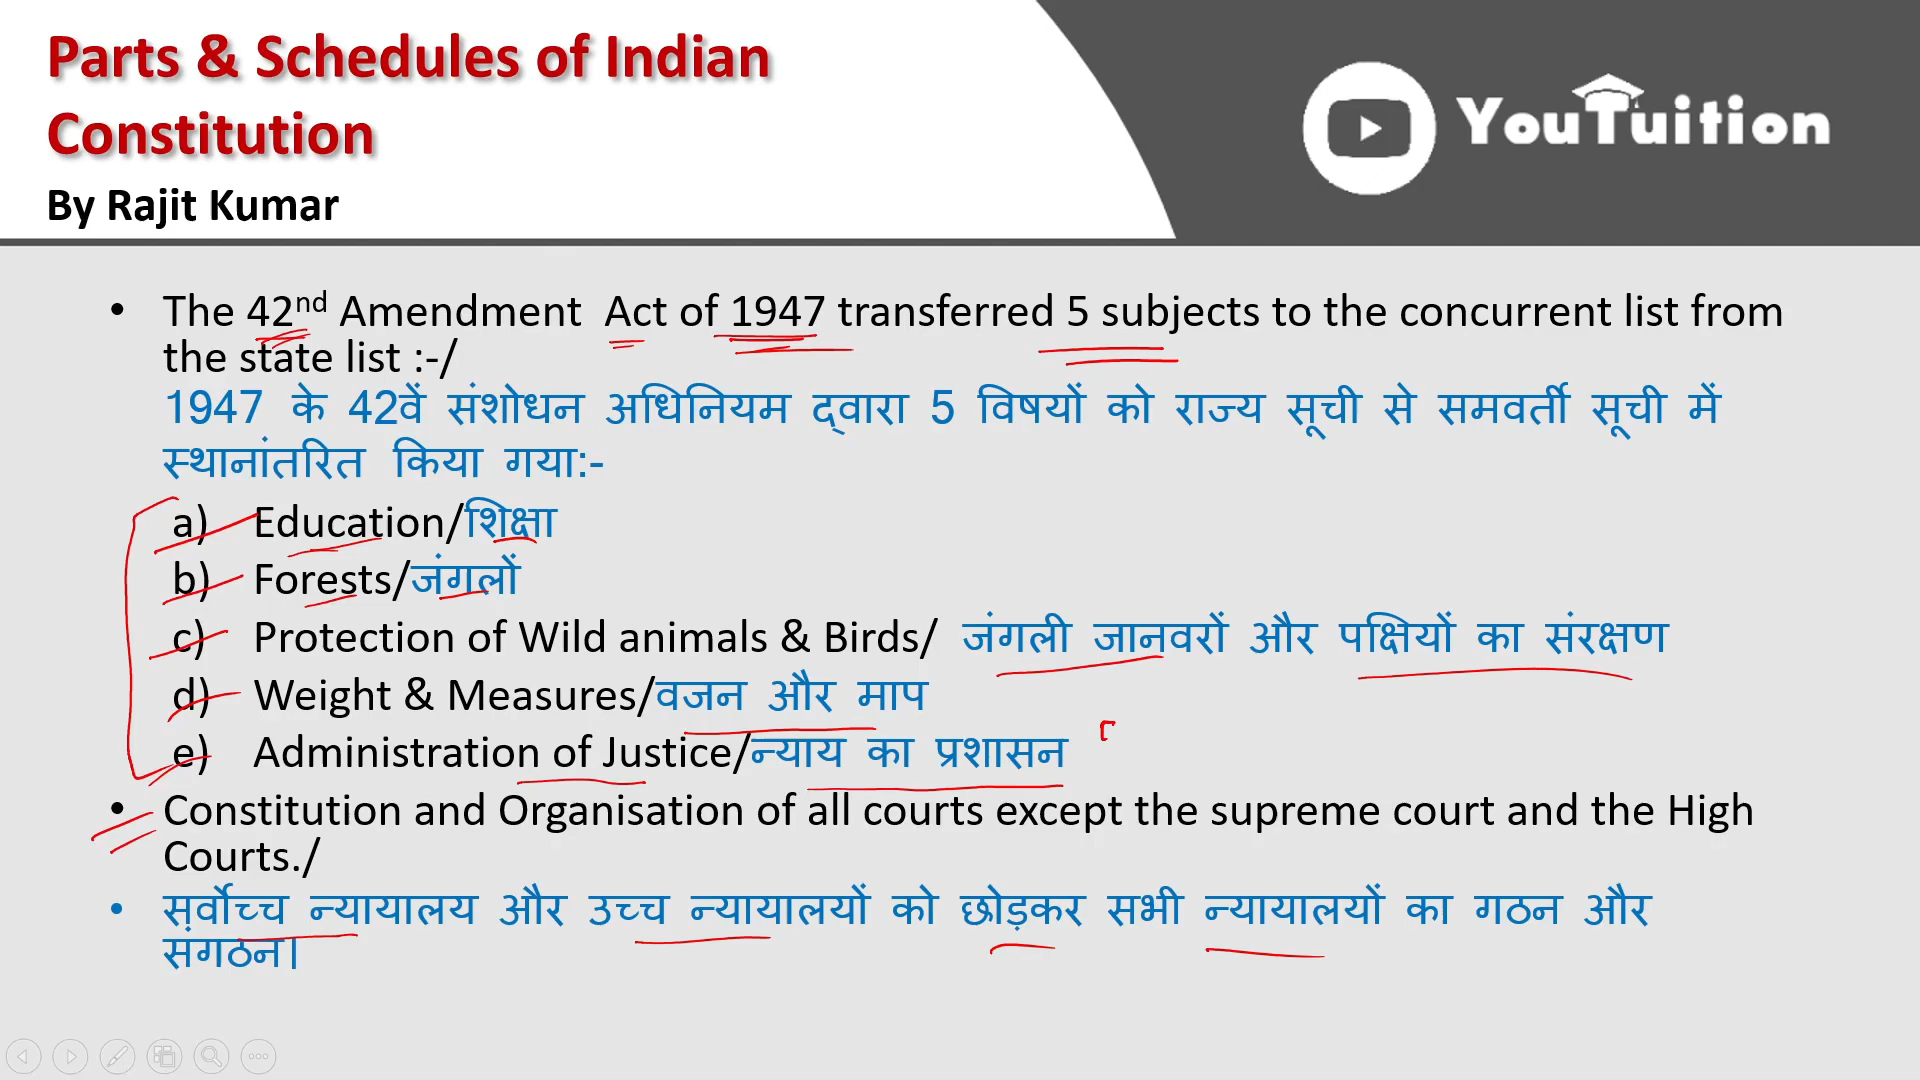 Parts & Schedules of Indian
Constitution
By Rajit Kumar
YouTuition
• The 42nd Amendment Act of 1947 transferred 5 subjects to the concurrent list from
the state list :-/
1947 के 42वें संशोधन अधिनियम द्वारा 5 विषयों को राज्य सूची से समवर्ती सूची में
स्थानांतरित किया गया:-
a) Education/शिक्षा
b) Forests/जंगलों
c) Protection of Wild animals & Birds/ जंगली जानवरों और पक्षियों का संरक्षण
d) Weight & Measures/वजन और माप
e) Administration of Justice/न्याय का प्रशासन
• Constitution and Organisation of all courts except the supreme court and the High
Courts./
• सर्वोच्च न्यायालय और उच्च न्यायालयों को छोड़कर सभी न्यायालयों का गठन और
संगठन।